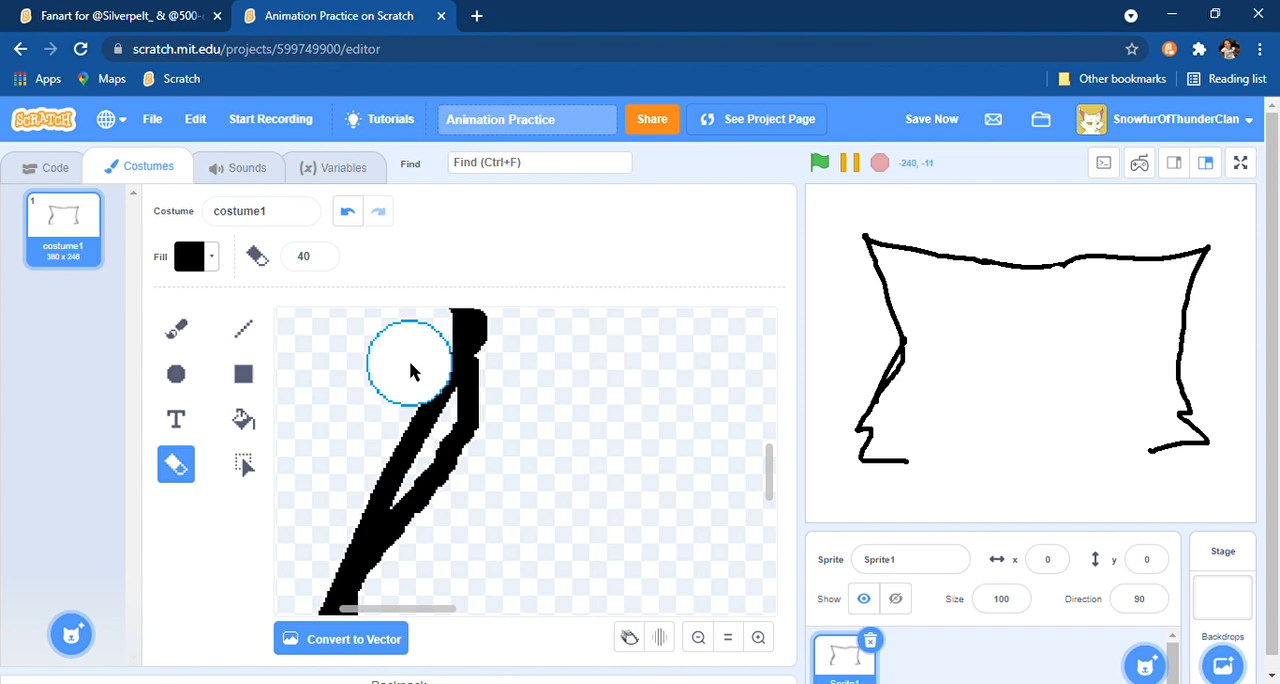 Fanart for @Silverpelt_ & @500-
Animation Practice on Scratch
scratch.mit.edu/projects/599749900/editor
Apps Maps Scratch Other bookmarks Reading list
SCRATCH File Edit Start Recording Tutorials Animation Practice Share See Project Page Save Now SnowfurOfThunderClan
Code Costumes Sounds (x) Variables Find Find (Ctrl+F) -240, -11
1
costume1
380 x 246
Costume costume1
Fill 40
T
Convert to Vector
Sprite Sprite1 x 0 y 0
Show Size 100 Direction 90
Stage
Backdrops
Sprite1
Backpack